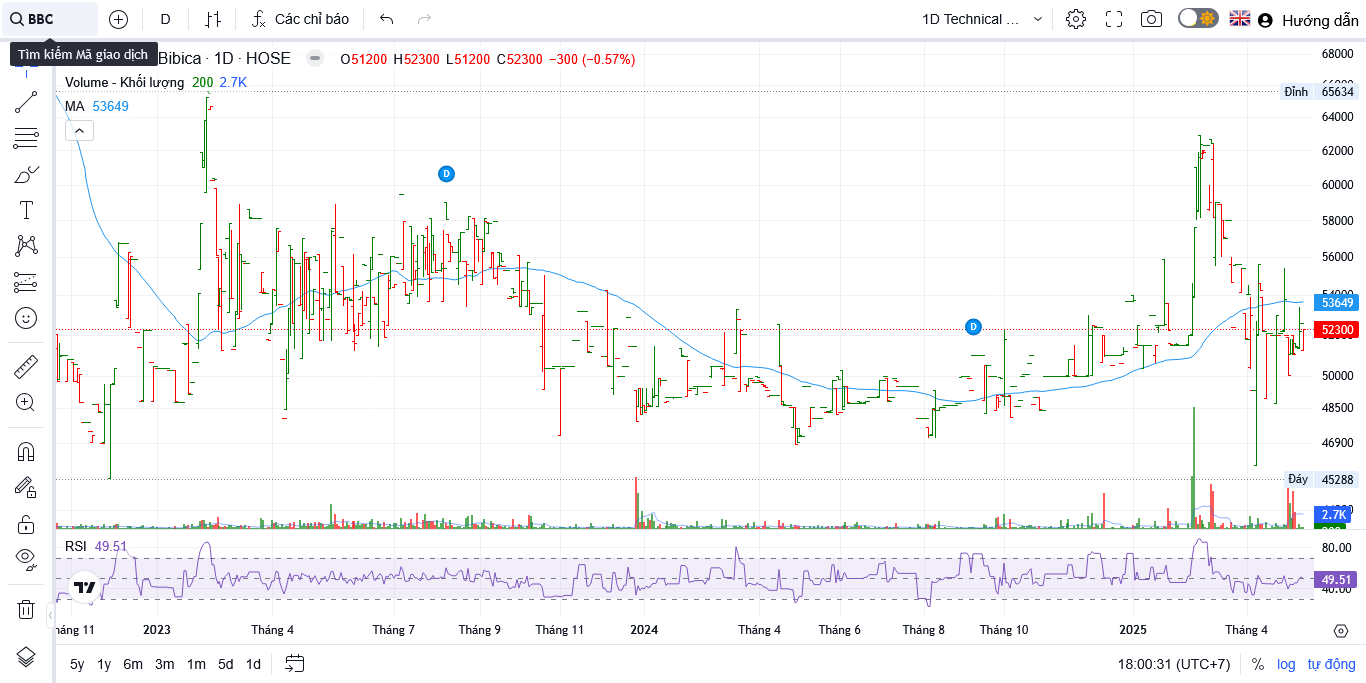 BBC D Các chỉ báo 1D Technical ... Hướng dẫn
Tìm kiếm Mã giao dịch
Bibica · 1D · HOSE O51200 H52300 L51200 C52300 −300 (−0.57%)
68000
Volume - Khối lượng 200 2.7K
Đỉnh 65634
MA 53649
64000
62000
D
60000
58000
56000
54000
53649
D
52300
50000
48500
46900
Đáy 45288
2.7K
RSI 49.51
80.00
49.51
40.00
háng 11 2023 Tháng 4 Tháng 7 Tháng 9 Tháng 11 2024 Tháng 4 Tháng 6 Tháng 8 Tháng 10 2025 Tháng 4
5y 1y 6m 3m 1m 5d 1d 18:00:31 (UTC+7) % log tự động